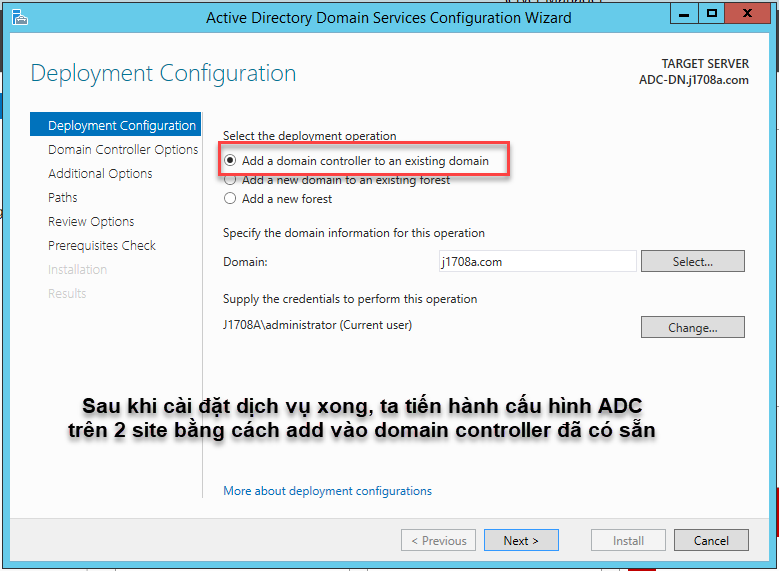 Active Directory Domain Services Configuration Wizard
Deployment Configuration
TARGET SERVER
ADC-DN.j1708a.com
Deployment Configuration
Domain Controller Options
Additional Options
Paths
Review Options
Prerequisites Check
Installation
Results
Select the deployment operation
Add a domain controller to an existing domain
Add a new domain to an existing forest
Add a new forest
Specify the domain information for this operation
Domain:
j1708a.com
Select...
Supply the credentials to perform this operation
J1708A\administrator (Current user)
Change...
Sau khi cài đặt dịch vụ xong, ta tiến hành cấu hình ADC
trên 2 site bằng cách add vào domain controller đã có sẵn
More about deployment configurations
< Previous
Next >
Install
Cancel